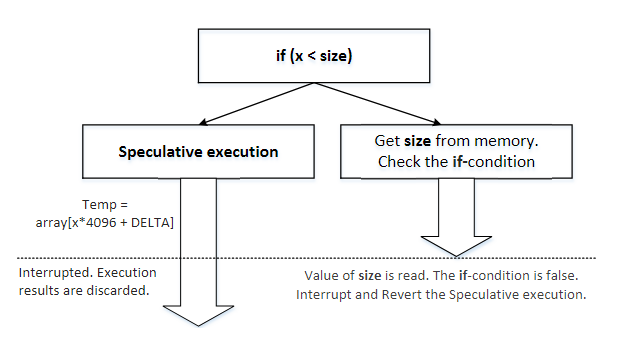 if (x < size)
Speculative execution
Get size from memory.
Check the if-condition
Temp =
array[x*4096 + DELTA]
Interrupted. Execution
results are discarded.
Value of size is read. The if-condition is false.
Interrupt and Revert the Speculative execution.